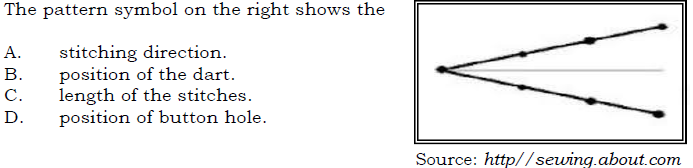 The pattern symbol on the right shows the
A. stitching direction.
B. position of the dart.
C. length of the stitches.
D. position of button hole.
Source: http//sewing.about.com